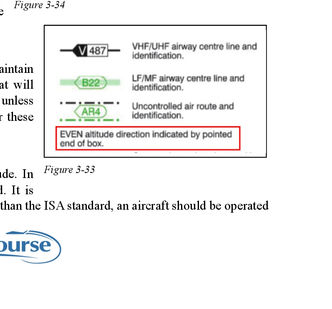 Figure 3-34
e
V 487
VHF/UHF airway centre line and
identification.
aintain
at will
B22
LF/MF airway centre line and
identification.
unless
r these
AR4
Uncontrolled air route and
identification.
EVEN altitude direction indicated by pointed
end of box.
ude. In
Figure 3-33
d. It is
than the ISA standard, an aircraft should be operated
ourse